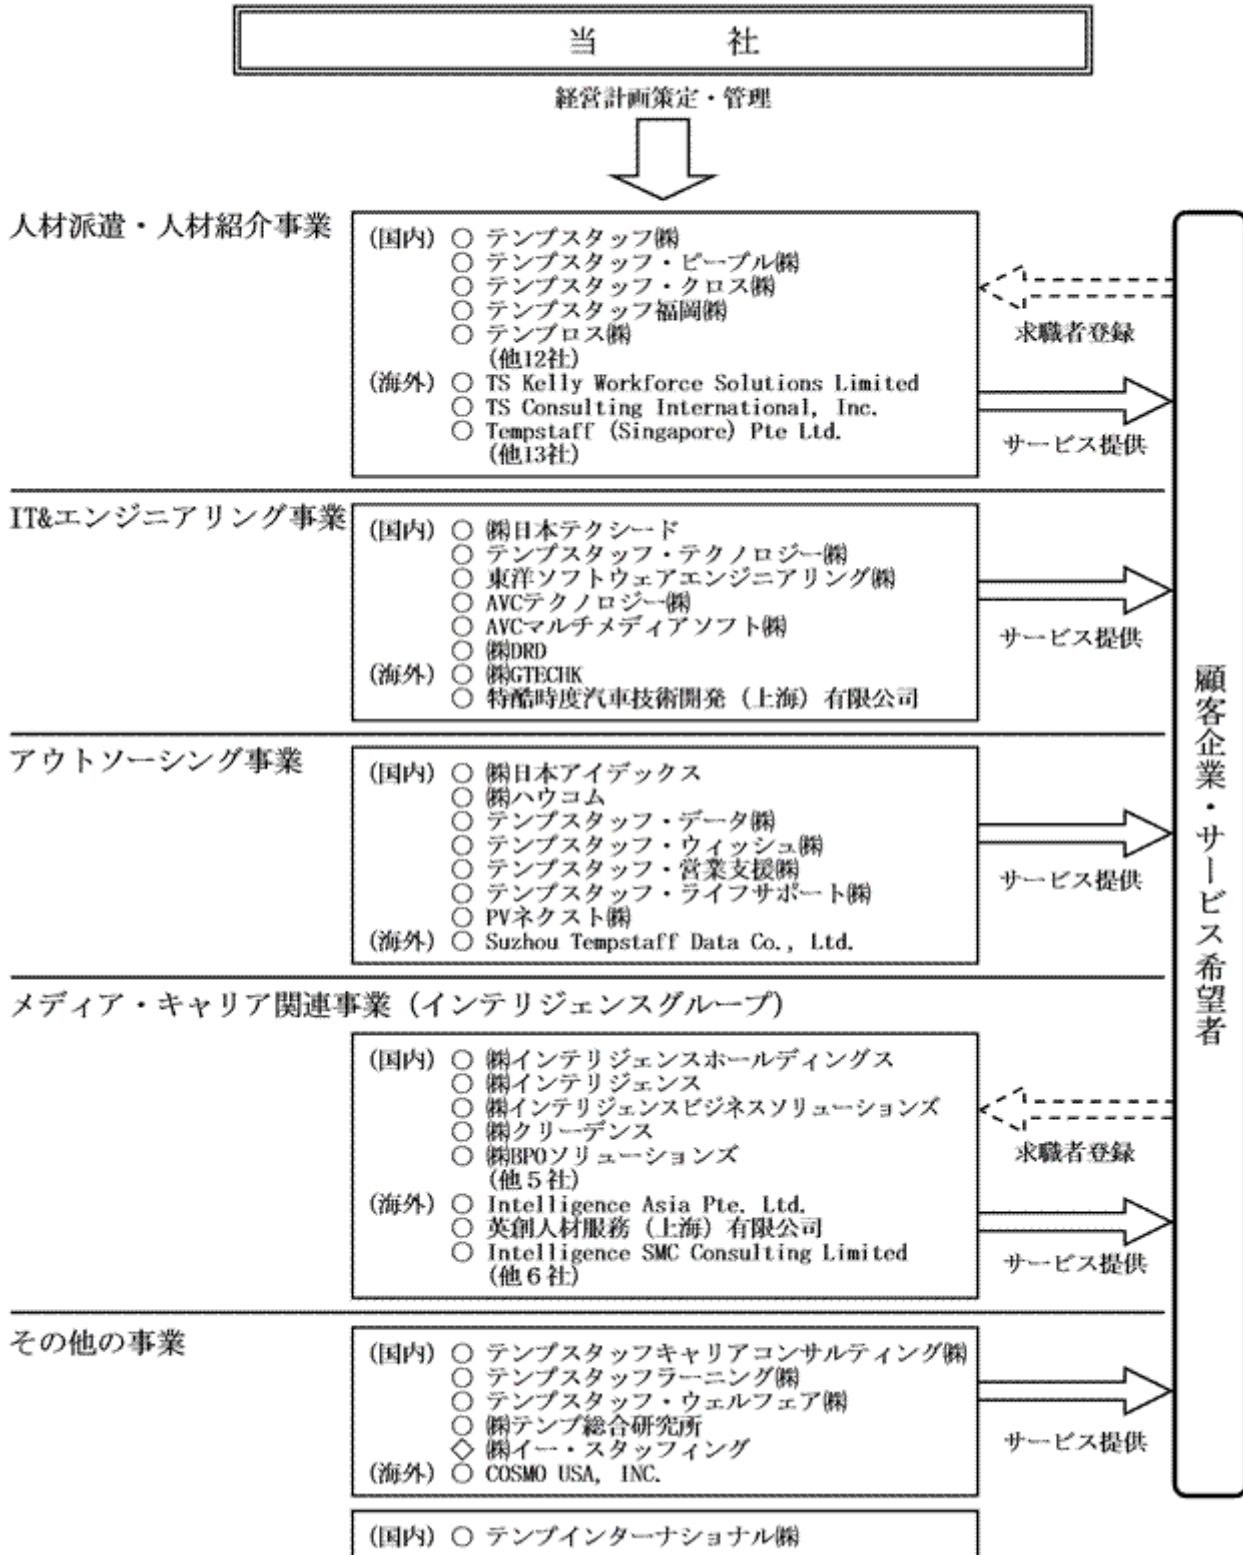 当社
経営計画策定・管理
人材派遣・人材紹介事業
(国内) ○ テンプスタッフ㈱
○ テンプスタッフ・ピープル㈱
○ テンプスタッフ・クロス㈱
○ テンプスタッフ福岡㈱
○ テンプロス㈱
(他12社)
(海外) ○ TS Kelly Workforce Solutions Limited
○ TS Consulting International, Inc.
○ Tempstaff (Singapore) Pte Ltd.
(他13社)
求職者登録
サービス提供
IT&エンジニアリング事業
(国内) ○ ㈱日本テクシード
○ テンプスタッフ・テクノロジー㈱
○ 東洋ソフトウェアエンジニアリング㈱
○ AVCテクノロジー㈱
○ AVCマルチメディアソフト㈱
○ ㈱DRD
(海外) ○ ㈱GTECHK
○ 特酷時度汽車技術開発（上海）有限公司
サービス提供
アウトソーシング事業
(国内) ○ ㈱日本アイデックス
○ ㈱ハウコム
○ テンプスタッフ・データ㈱
○ テンプスタッフ・ウィッシュ㈱
○ テンプスタッフ・営業支援㈱
○ テンプスタッフ・ライフサポート㈱
○ PVネクスト㈱
(海外) ○ Suzhou Tempstaff Data Co., Ltd.
サービス提供
メディア・キャリア関連事業（インテリジェンスグループ）
(国内) ○ ㈱インテリジェンスホールディングス
○ ㈱インテリジェンス
○ ㈱インテリジェンスビジネスソリューションズ
○ ㈱クリーデンス
○ ㈱BPOソリューションズ
(他５社)
(海外) ○ Intelligence Asia Pte. Ltd.
○ 英創人材服務（上海）有限公司
○ Intelligence SMC Consulting Limited
(他６社)
求職者登録
サービス提供
その他の事業
(国内) ○ テンプスタッフキャリアコンサルティング㈱
○ テンプスタッフラーニング㈱
○ テンプスタッフ・ウェルフェア㈱
○ ㈱テンプ総合研究所
◇ ㈱イー・スタッフィング
(海外) ○ COSMO USA, INC.
サービス提供
(国内) ○ テンプインターナショナル㈱
顧客企業・サービス希望者